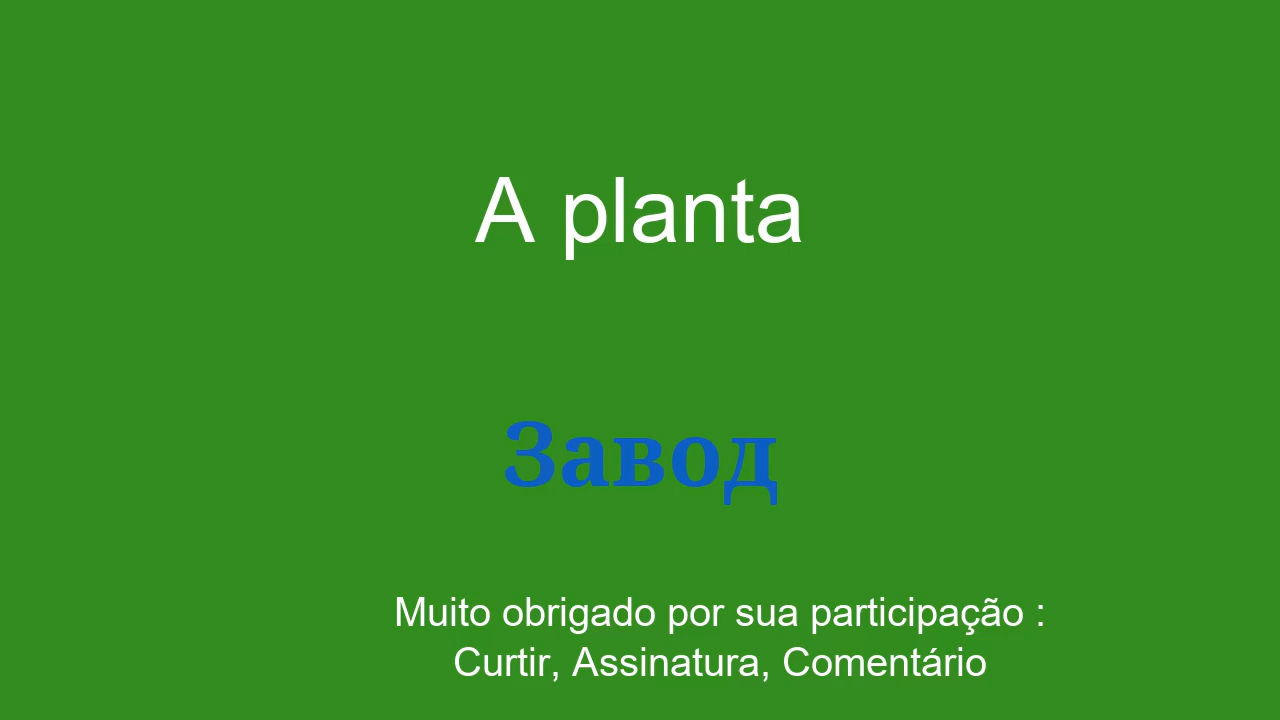 A planta
Завод
Muito obrigado por sua participação :
Curtir, Assinatura, Comentário